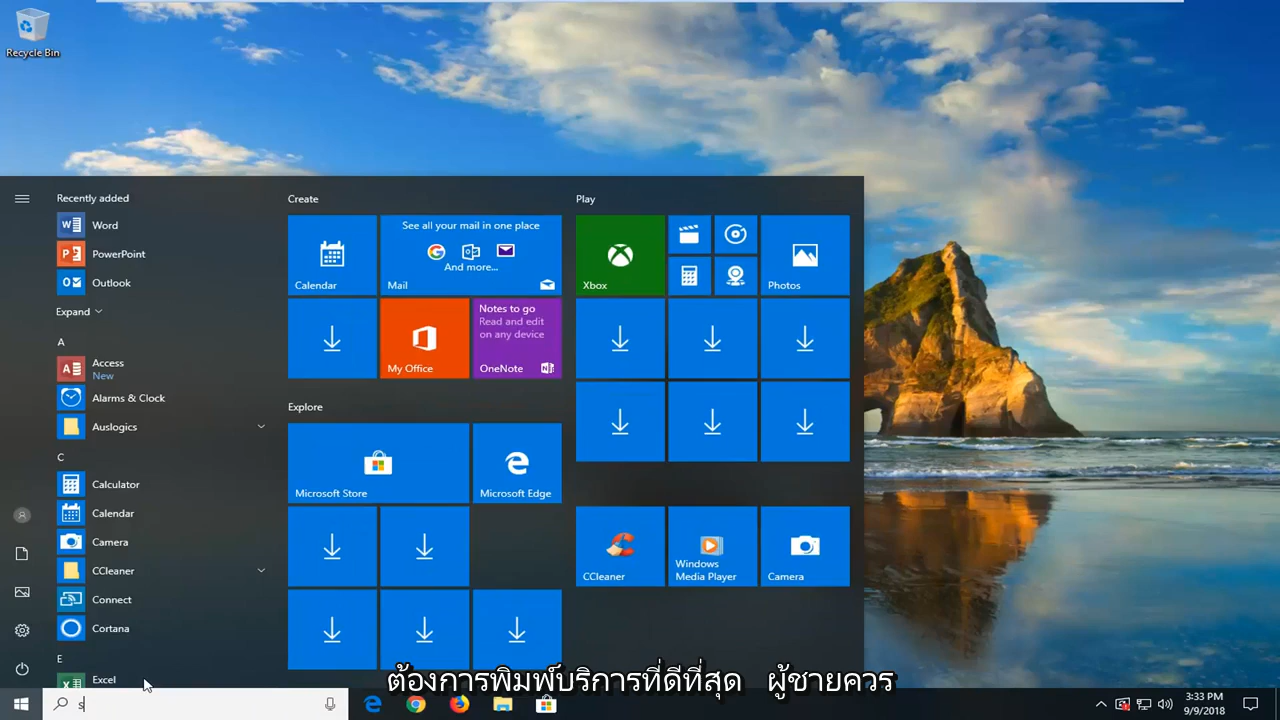 Recycle Bin
Recently added
Word
PowerPoint
Outlook
Expand
A
Access
New
Alarms & Clock
Auslogics
C
Calculator
Calendar
Camera
CCleaner
Connect
Cortana
E
Excel
Create
Calendar
See all your mail in one place
And more...
Mail
My Office
Notes to go
Read and edit
on any device
OneNote
Explore
Microsoft Store
Microsoft Edge
Play
Xbox
Photos
CCleaner
Windows
Media Player
Camera
ต้องการพิมพ์บริการที่ดีที่สุด ผู้ชายควร
s
3:33 PM
9/9/2018